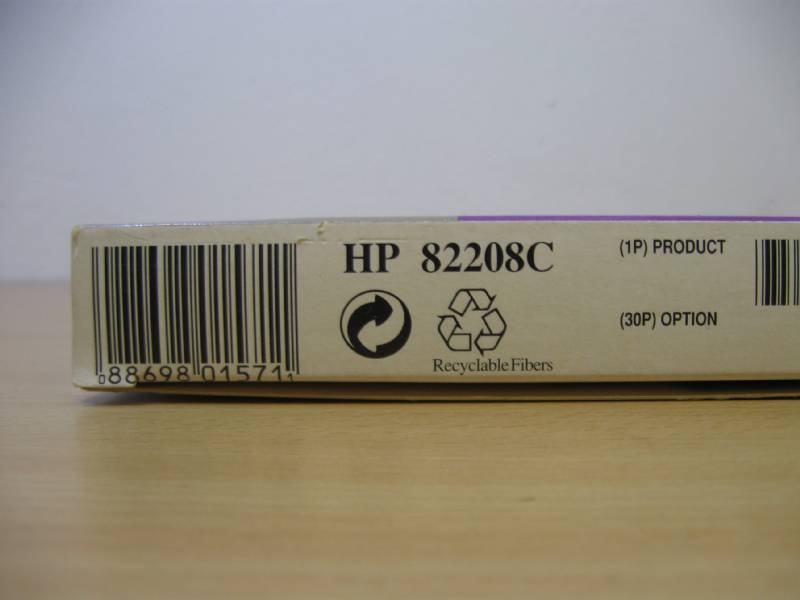 HP 82208C
(1P) PRODUCT
(30P) OPTION
Recyclable Fibers
0 88698 01571 1